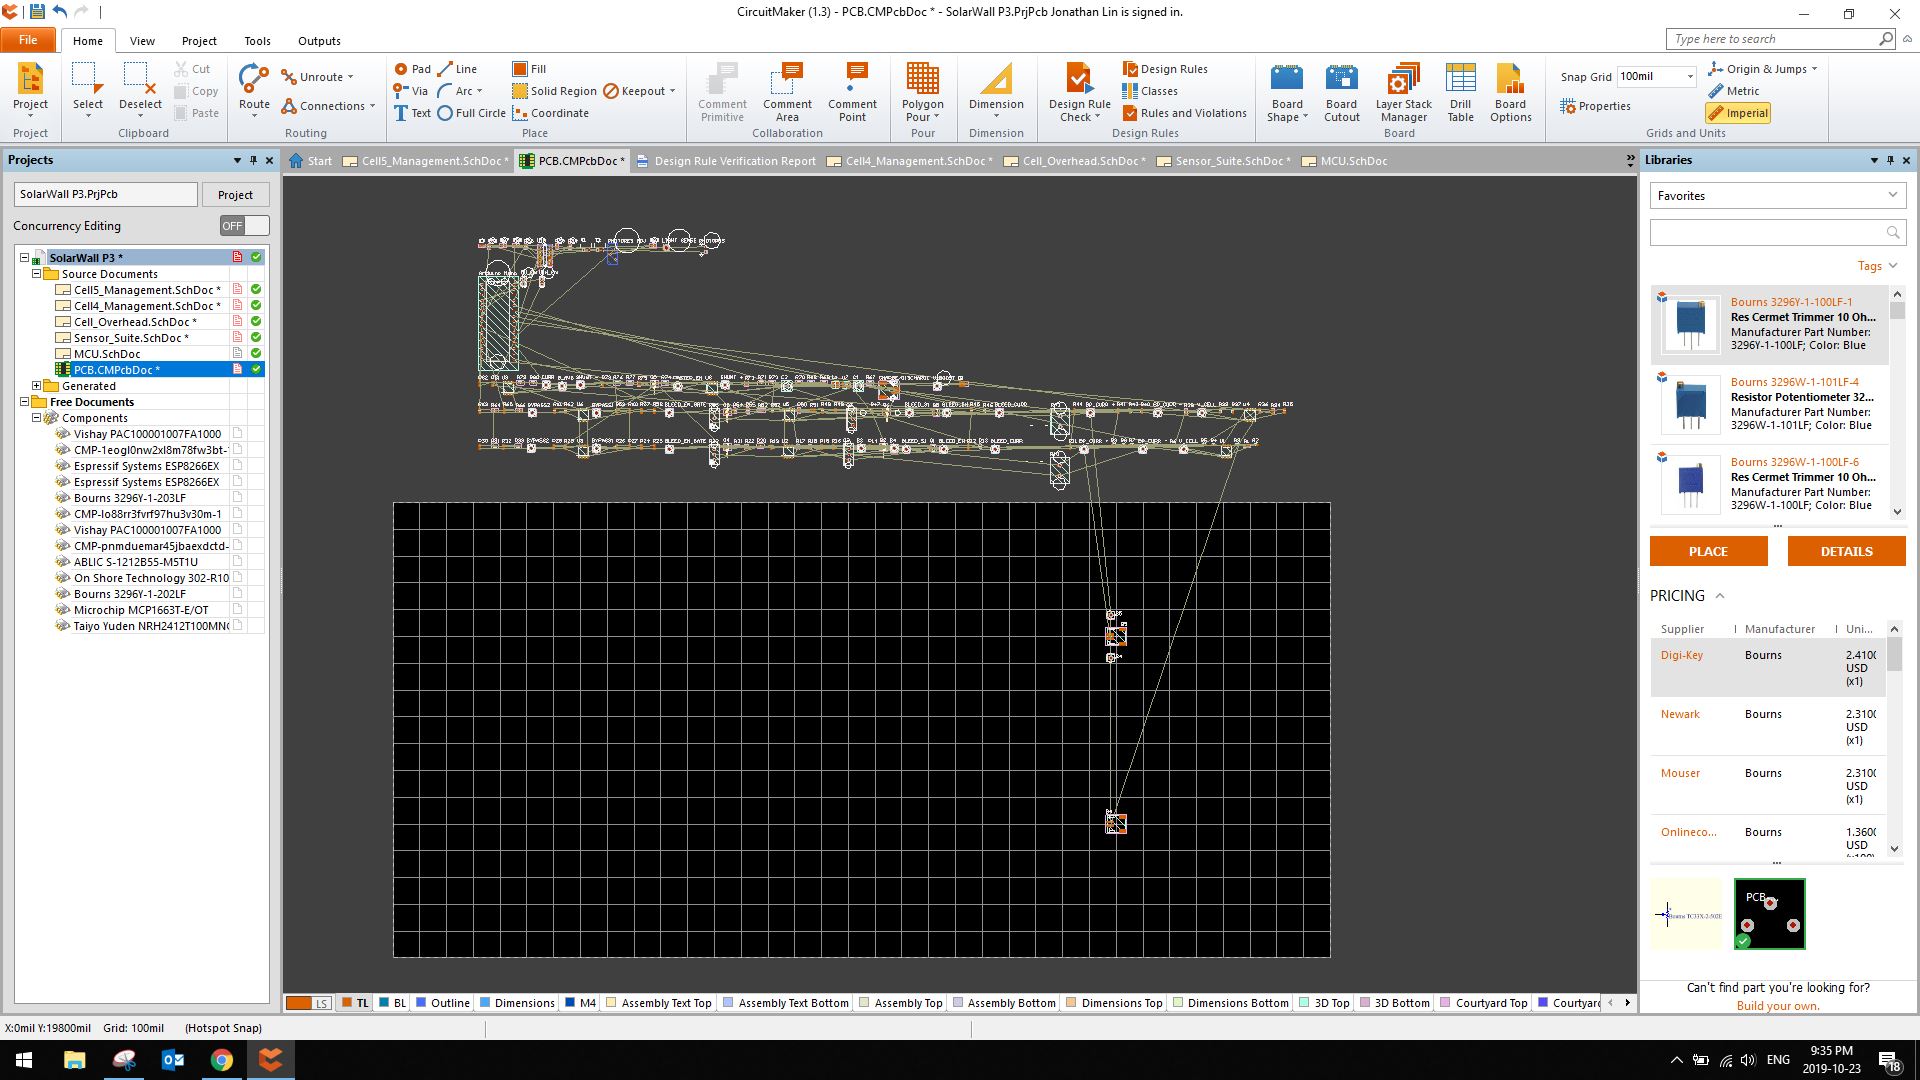 CircuitMaker (1.3) - PCB.CMPcbDoc * - SolarWall P3.PrjPcb Jonathan Lin is signed in.
File Home View Project Tools Outputs
Type here to search
Project
Project
Select
Deselect
Cut
Copy
Paste
Clipboard
Route
Unroute
Connections
Routing
Pad
Via
Text
Line
Arc
Full Circle
Fill
Solid Region
Coordinate
Keepout
Place
Comment Primitive
Comment Area
Comment Point
Collaboration
Polygon Pour
Pour
Dimension
Dimension
Design Rule Check
Design Rules
Classes
Rules and Violations
Design Rules
Board Shape
Board Cutout
Layer Stack Manager
Drill Table
Board Options
Board
Snap Grid 100mil
Properties
Origin & Jumps
Metric
Imperial
Grids and Units
Projects
SolarWall P3.PrjPcb
Project
Concurrency Editing
OFF
SolarWall P3 *
Source Documents
Cell5_Management.SchDoc *
Cell4_Management.SchDoc *
Cell_Overhead.SchDoc *
Sensor_Suite.SchDoc *
MCU.SchDoc
PCB.CMPcbDoc *
Generated
Free Documents
Components
Vishay PAC100001007FA1000
CMP-1eogl0nw2xl8m78fw3bt-
Espressif Systems ESP8266EX
Espressif Systems ESP8266EX
Bourns 3296Y-1-203LF
CMP-lo88rr3fvrf97hu3v30m-1
Vishay PAC100001007FA1000
CMP-pnmduemar45jbaexdctd-
ABLIC S-1212B55-M5T1U
On Shore Technology 302-R10
Bourns 3296Y-1-202LF
Microchip MCP1663T-E/OT
Taiyo Yuden NRH2412T100MN
Start
Cell5_Management.SchDoc *
PCB.CMPcbDoc *
Design Rule Verification Report
Cell4_Management.SchDoc *
Cell_Overhead.SchDoc *
Sensor_Suite.SchDoc *
MCU.SchDoc
Libraries
Favorites
Tags
Bourns 3296Y-1-100LF-1
Res Cermet Trimmer 10 Oh...
Manufacturer Part Number:
3296Y-1-100LF; Color: Blue
Bourns 3296W-1-101LF-4
Resistor Potentiometer 32...
Manufacturer Part Number:
3296W-1-101LF; Color: Blue
Bourns 3296W-1-100LF-6
Res Cermet Trimmer 10 Oh...
Manufacturer Part Number:
3296W-1-100LF; Color: Blue
PLACE
DETAILS
PRICING
Supplier Manufacturer Uni...
Digi-Key Bourns 2.410
USD
(x1)
Newark Bourns 2.310
USD
(x1)
Mouser Bourns 2.310
USD
(x1)
Onlineco... Bourns 1.360
USD
Bourns TC33X-2-502E
PCB
Can't find part you're looking for?
Build your own.
LS TL BL Outline Dimensions M4 Assembly Text Top Assembly Text Bottom Assembly Top Assembly Bottom Dimensions Top Dimensions Bottom 3D Top 3D Bottom Courtyard Top Courtyard
X:0mil Y:19800mil Grid: 100mil (Hotspot Snap)
ENG
9:35 PM
2019-10-23
18